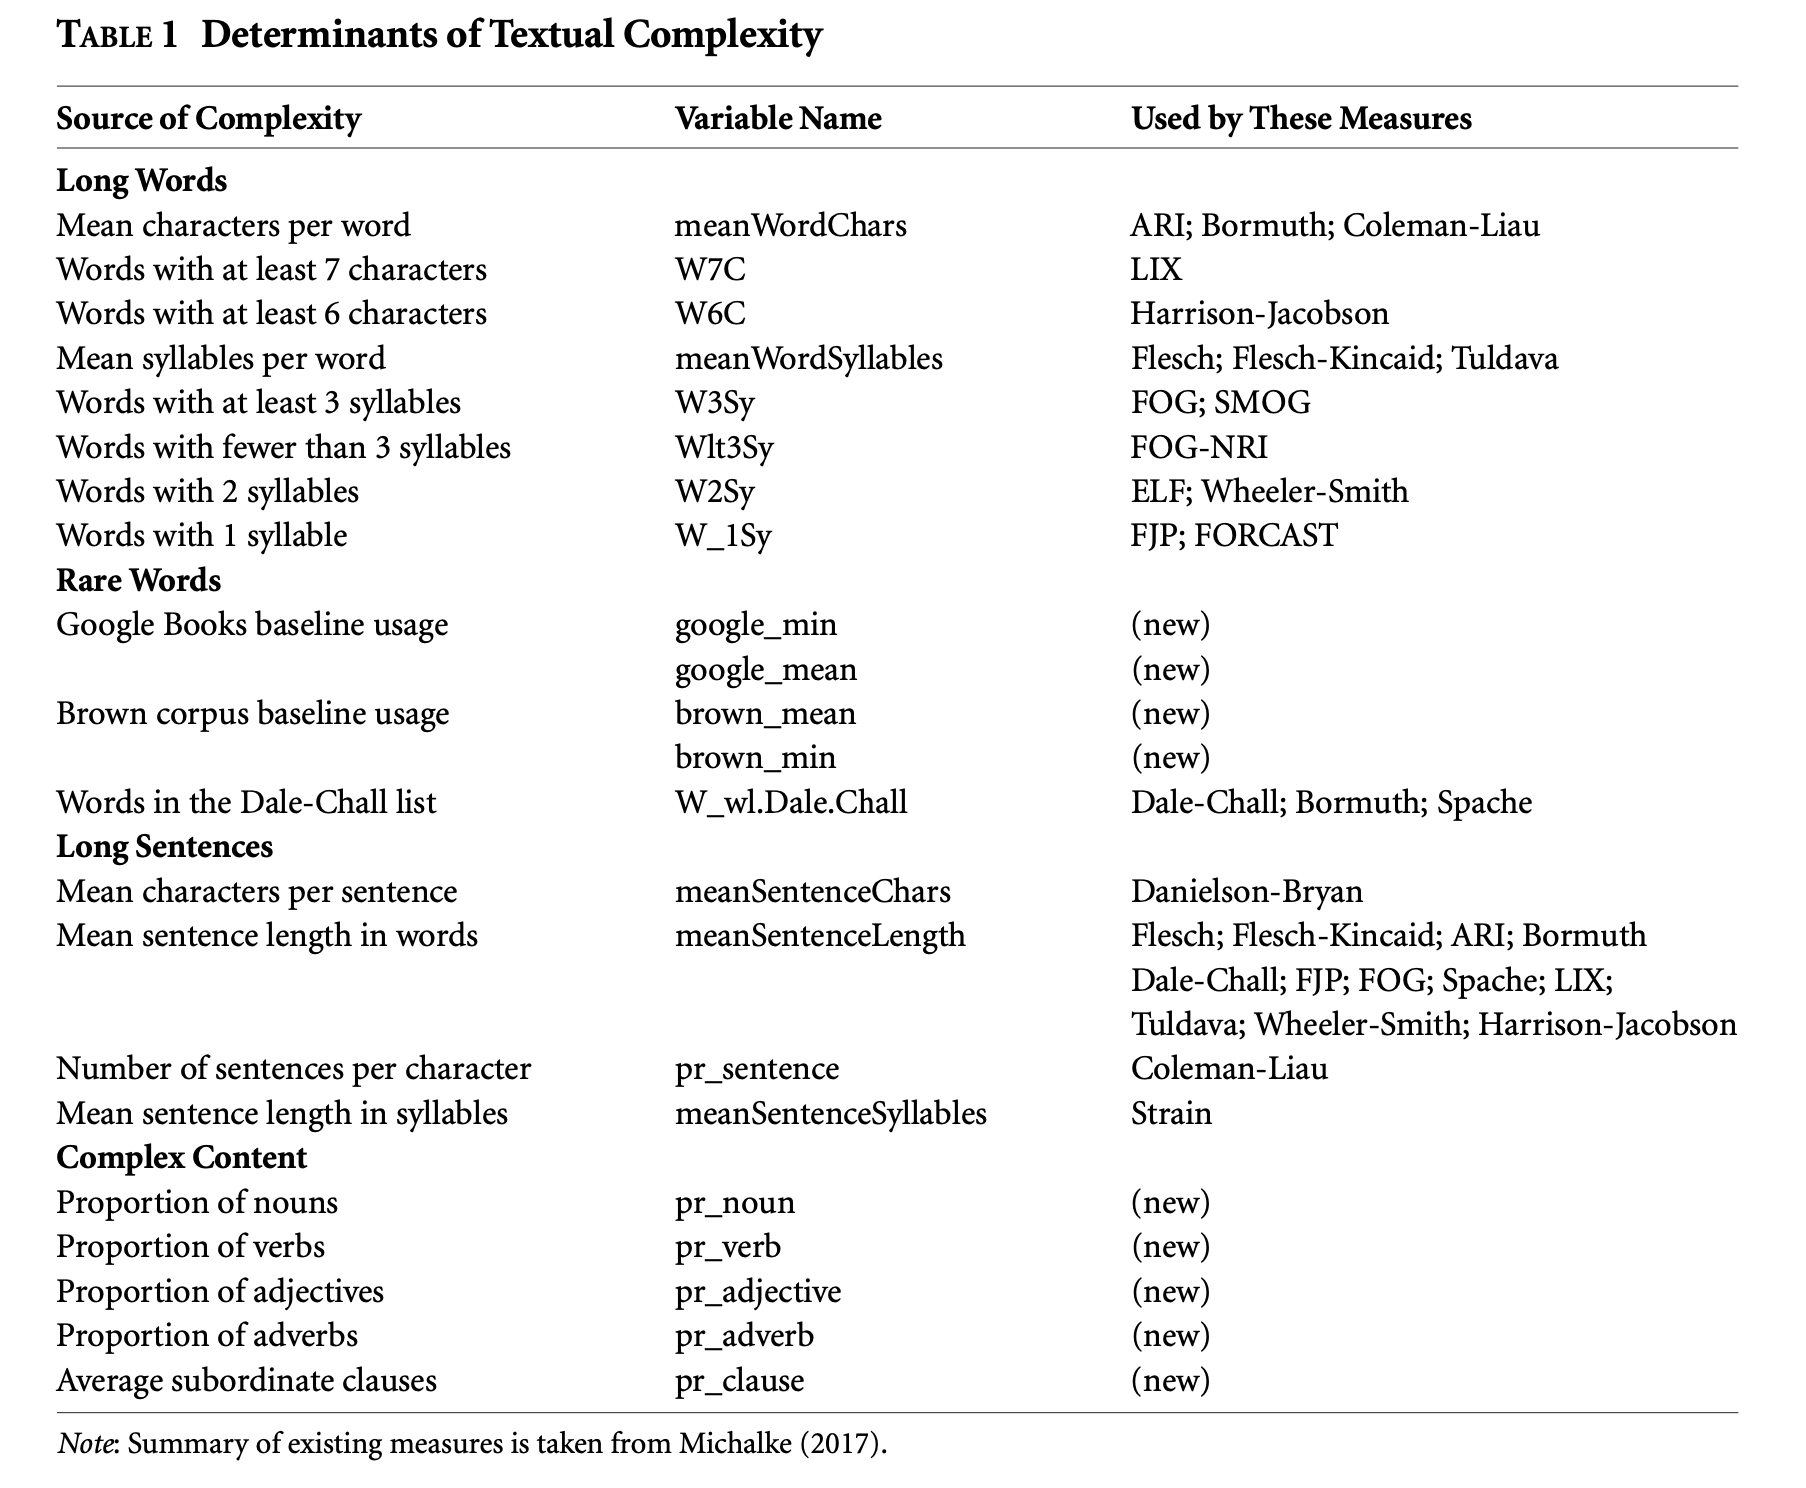 TABLE 1 Determinants of Textual Complexity
Source of Complexity Variable Name Used by These Measures
Long Words
Mean characters per word meanWordChars ARI; Bormuth; Coleman-Liau
Words with at least 7 characters W7C LIX
Words with at least 6 characters W6C Harrison-Jacobson
Mean syllables per word meanWordSyllables Flesch; Flesch-Kincaid; Tuldava
Words with at least 3 syllables W3Sy FOG; SMOG
Words with fewer than 3 syllables Wlt3Sy FOG-NRI
Words with 2 syllables W2Sy ELF; Wheeler-Smith
Words with 1 syllable W_1Sy FJP; FORCAST
Rare Words
Google Books baseline usage google_min (new)
google_mean (new)
Brown corpus baseline usage brown_mean (new)
brown_min (new)
Words in the Dale-Chall list W_wl.Dale.Chall Dale-Chall; Bormuth; Spache
Long Sentences
Mean characters per sentence meanSentenceChars Danielson-Bryan
Mean sentence length in words meanSentenceLength Flesch; Flesch-Kincaid; ARI; Bormuth
Dale-Chall; FJP; FOG; Spache; LIX;
Tuldava; Wheeler-Smith; Harrison-Jacobson
Number of sentences per character pr_sentence Coleman-Liau
Mean sentence length in syllables meanSentenceSyllables Strain
Complex Content
Proportion of nouns pr_noun (new)
Proportion of verbs pr_verb (new)
Proportion of adjectives pr_adjective (new)
Proportion of adverbs pr_adverb (new)
Average subordinate clauses pr_clause (new)
Note: Summary of existing measures is taken from Michalke (2017).